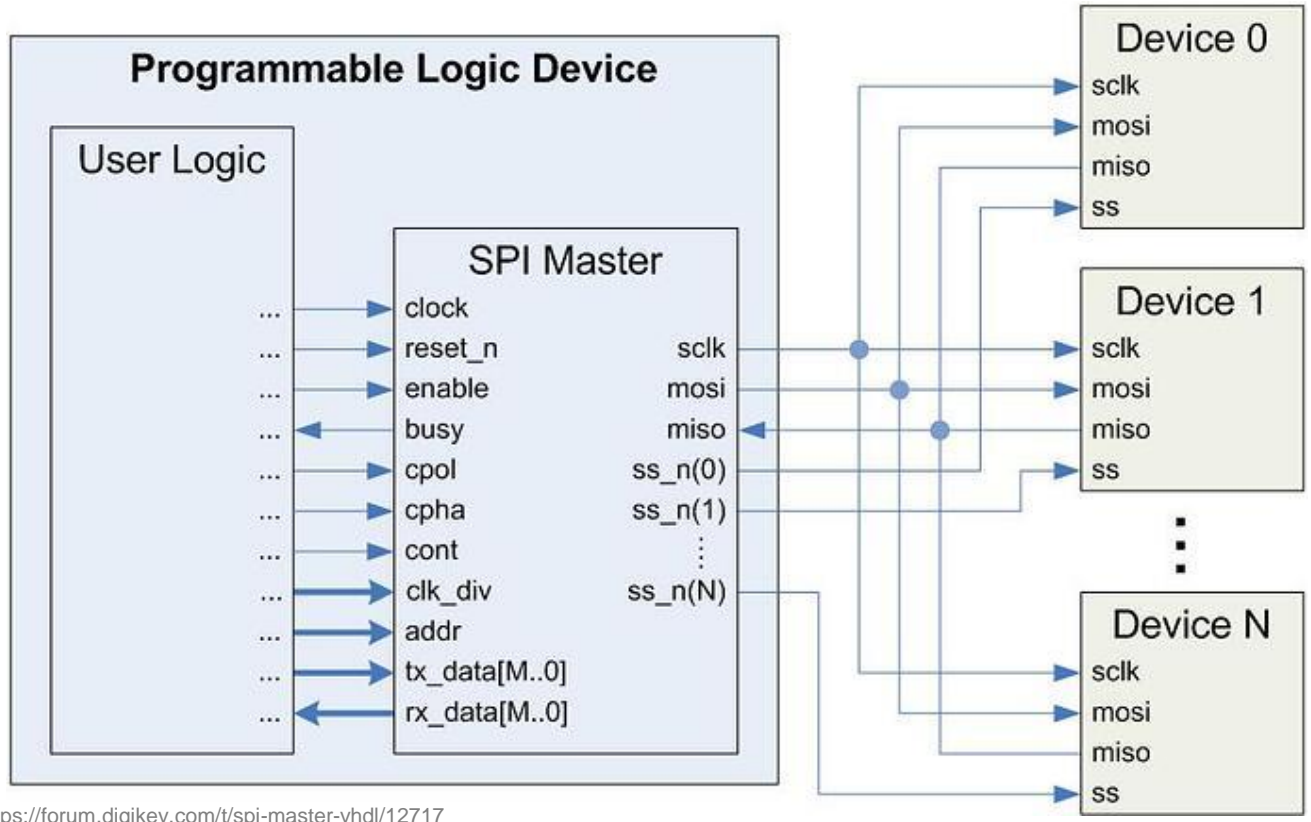 Programmable Logic Device
User Logic
...
...
...
...
...
...
...
...
...
...
...
SPI Master
clock
reset_n
enable
busy
cpol
cpha
cont
clk_div
addr
tx_data[M..0]
rx_data[M..0]
sclk
mosi
miso
ss_n(0)
ss_n(1)
ss_n(N)
Device 0
sclk
mosi
miso
ss
Device 1
sclk
mosi
miso
ss
Device N
sclk
mosi
miso
ss
ps://forum.digikey.com/t/spi-master-vhdl/12717